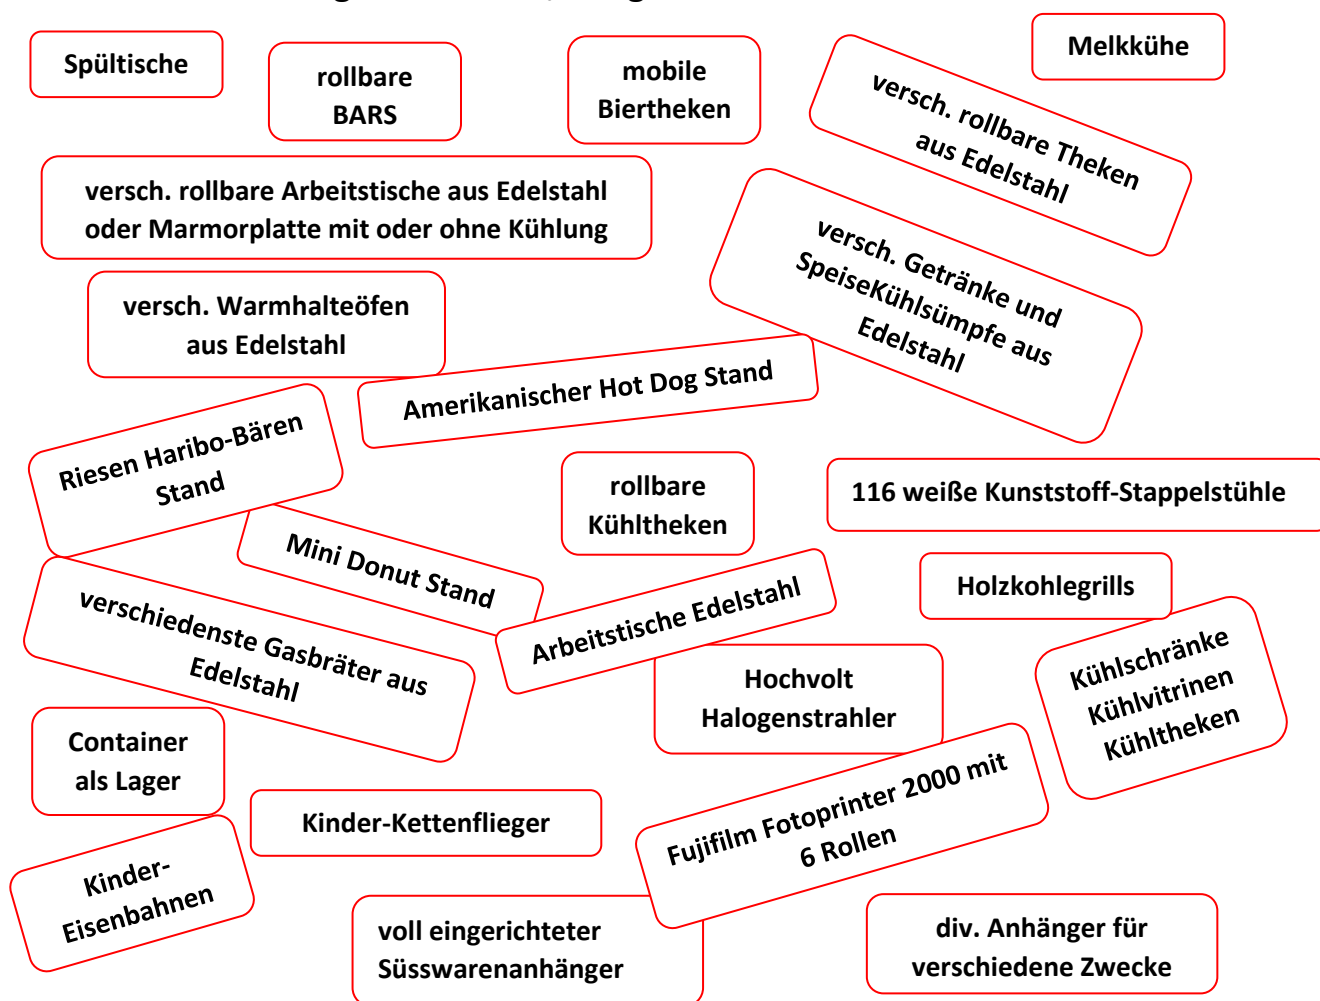 Spültische
rollbare
BARS
mobile
Biertheken
Melkkühe
versch. rollbare Theken
aus Edelstahl
versch. rollbare Arbeitstische aus Edelstahl
oder Marmorplatte mit oder ohne Kühlung
versch. Getränke und
SpeiseKühlsümpfe aus
Edelstahl
versch. Warmhalteöfen
aus Edelstahl
Amerikanischer Hot Dog Stand
Riesen Haribo-Bären
Stand
rollbare
Kühltheken
116 weiße Kunststoff-Stappelstühle
Mini Donut Stand
Holzkohlegrills
verschiedenste Gasbräter aus
Edelstahl
Arbeitstische Edelstahl
Kühlschränke
Kühlvitrinen
Kühltheken
Hochvolt
Halogenstrahler
Container
als Lager
Kinder-Kettenflieger
Fujifilm Fotoprinter 2000 mit
6 Rollen
Kinder-
Eisenbahnen
voll eingerichteter
Süsswarenanhänger
div. Anhänger für
verschiedene Zwecke